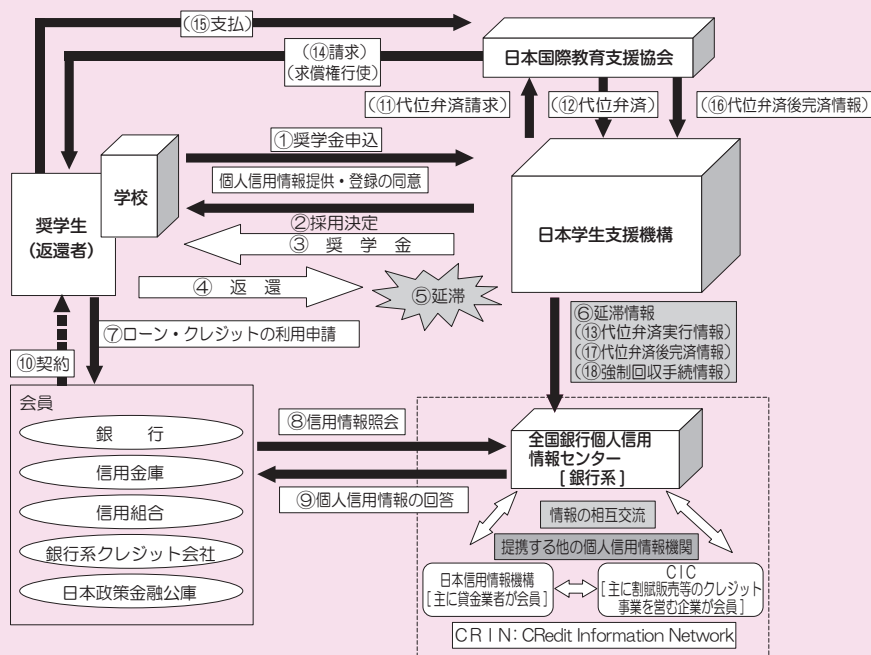 (⑮支払)
(⑭請求)
(求償権行使)
日本国際教育支援協会
(⑪代位弁済請求)
(⑫代位弁済)
(⑯代位弁済後完済情報)
①奨学金申込
個人信用情報提供・登録の同意
学校
奨学生
(返還者)
②採用決定
③ 奨 学 金
日本学生支援機構
④ 返 還
⑤延滞
⑥延滞情報
(⑬代位弁済実行情報)
(⑰代位弁済後完済情報)
(⑱強制回収手続情報)
⑦ローン・クレジットの利用申請
⑩契約
会員
銀 行
信用金庫
信用組合
銀行系クレジット会社
日本政策金融公庫
⑧信用情報照会
⑨個人信用情報の回答
全国銀行個人信用
情報センター
[ 銀行系 ]
情報の相互交流
提携する他の個人信用情報機関
日本信用情報機構
[ 主に貸金業者が会員 ]
CIC
[ 主に割賦販売等のクレジット
事業を営む企業が会員 ]
CRIN:CRedit Information Network